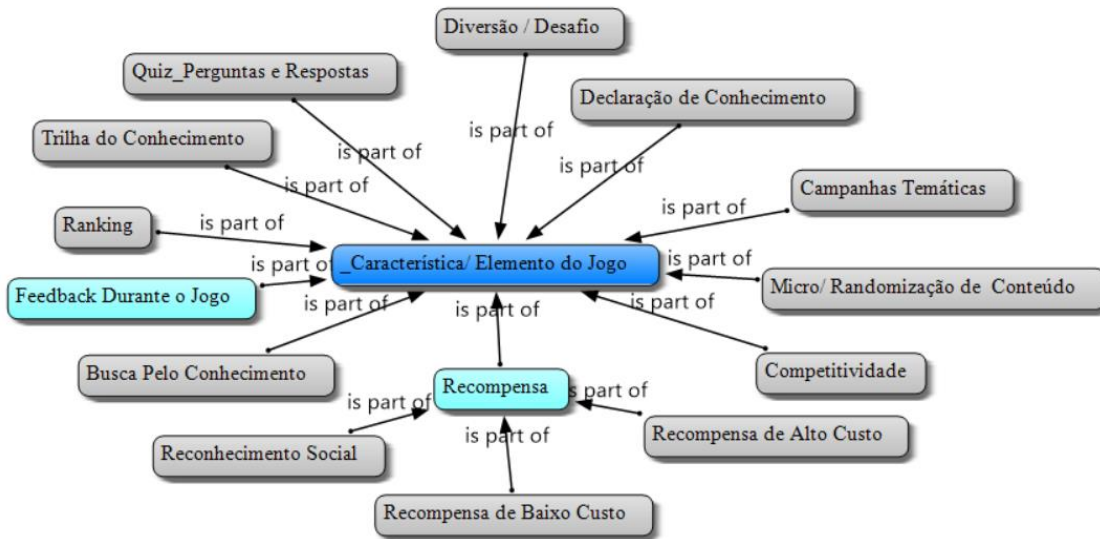 Diversão / Desafio
Quiz_Perguntas e Respostas
Declaração de Conhecimento
is part of
Trilha do Conhecimento
is part of
is part of
is part of
Campanhas Temáticas
Ranking
is part of
is part of
_Característica/ Elemento do Jogo
is part of
is part of
Feedback Durante o Jogo
Micro/ Randomização de Conteúdo
is part of
is part of
is part of
Busca Pelo Conhecimento
Recompensa
Competitividade
is part of
is part of
Reconhecimento Social
is part of
Recompensa de Alto Custo
Recompensa de Baixo Custo